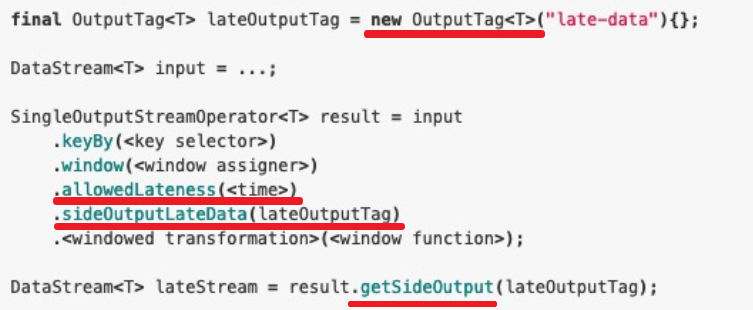 final OutputTag<T> lateOutputTag = new OutputTag<T>("late-data"){};
DataStream<T> input = ...;
SingleOutputStreamOperator<T> result = input
.keyBy(<key selector>)
.window(<window assigner>)
.allowedLateness(<time>)
.sideOutputLateData(lateOutputTag)
.<windowed transformation>(<window function>);
DataStream<T> lateStream = result.getSideOutput(lateOutputTag);